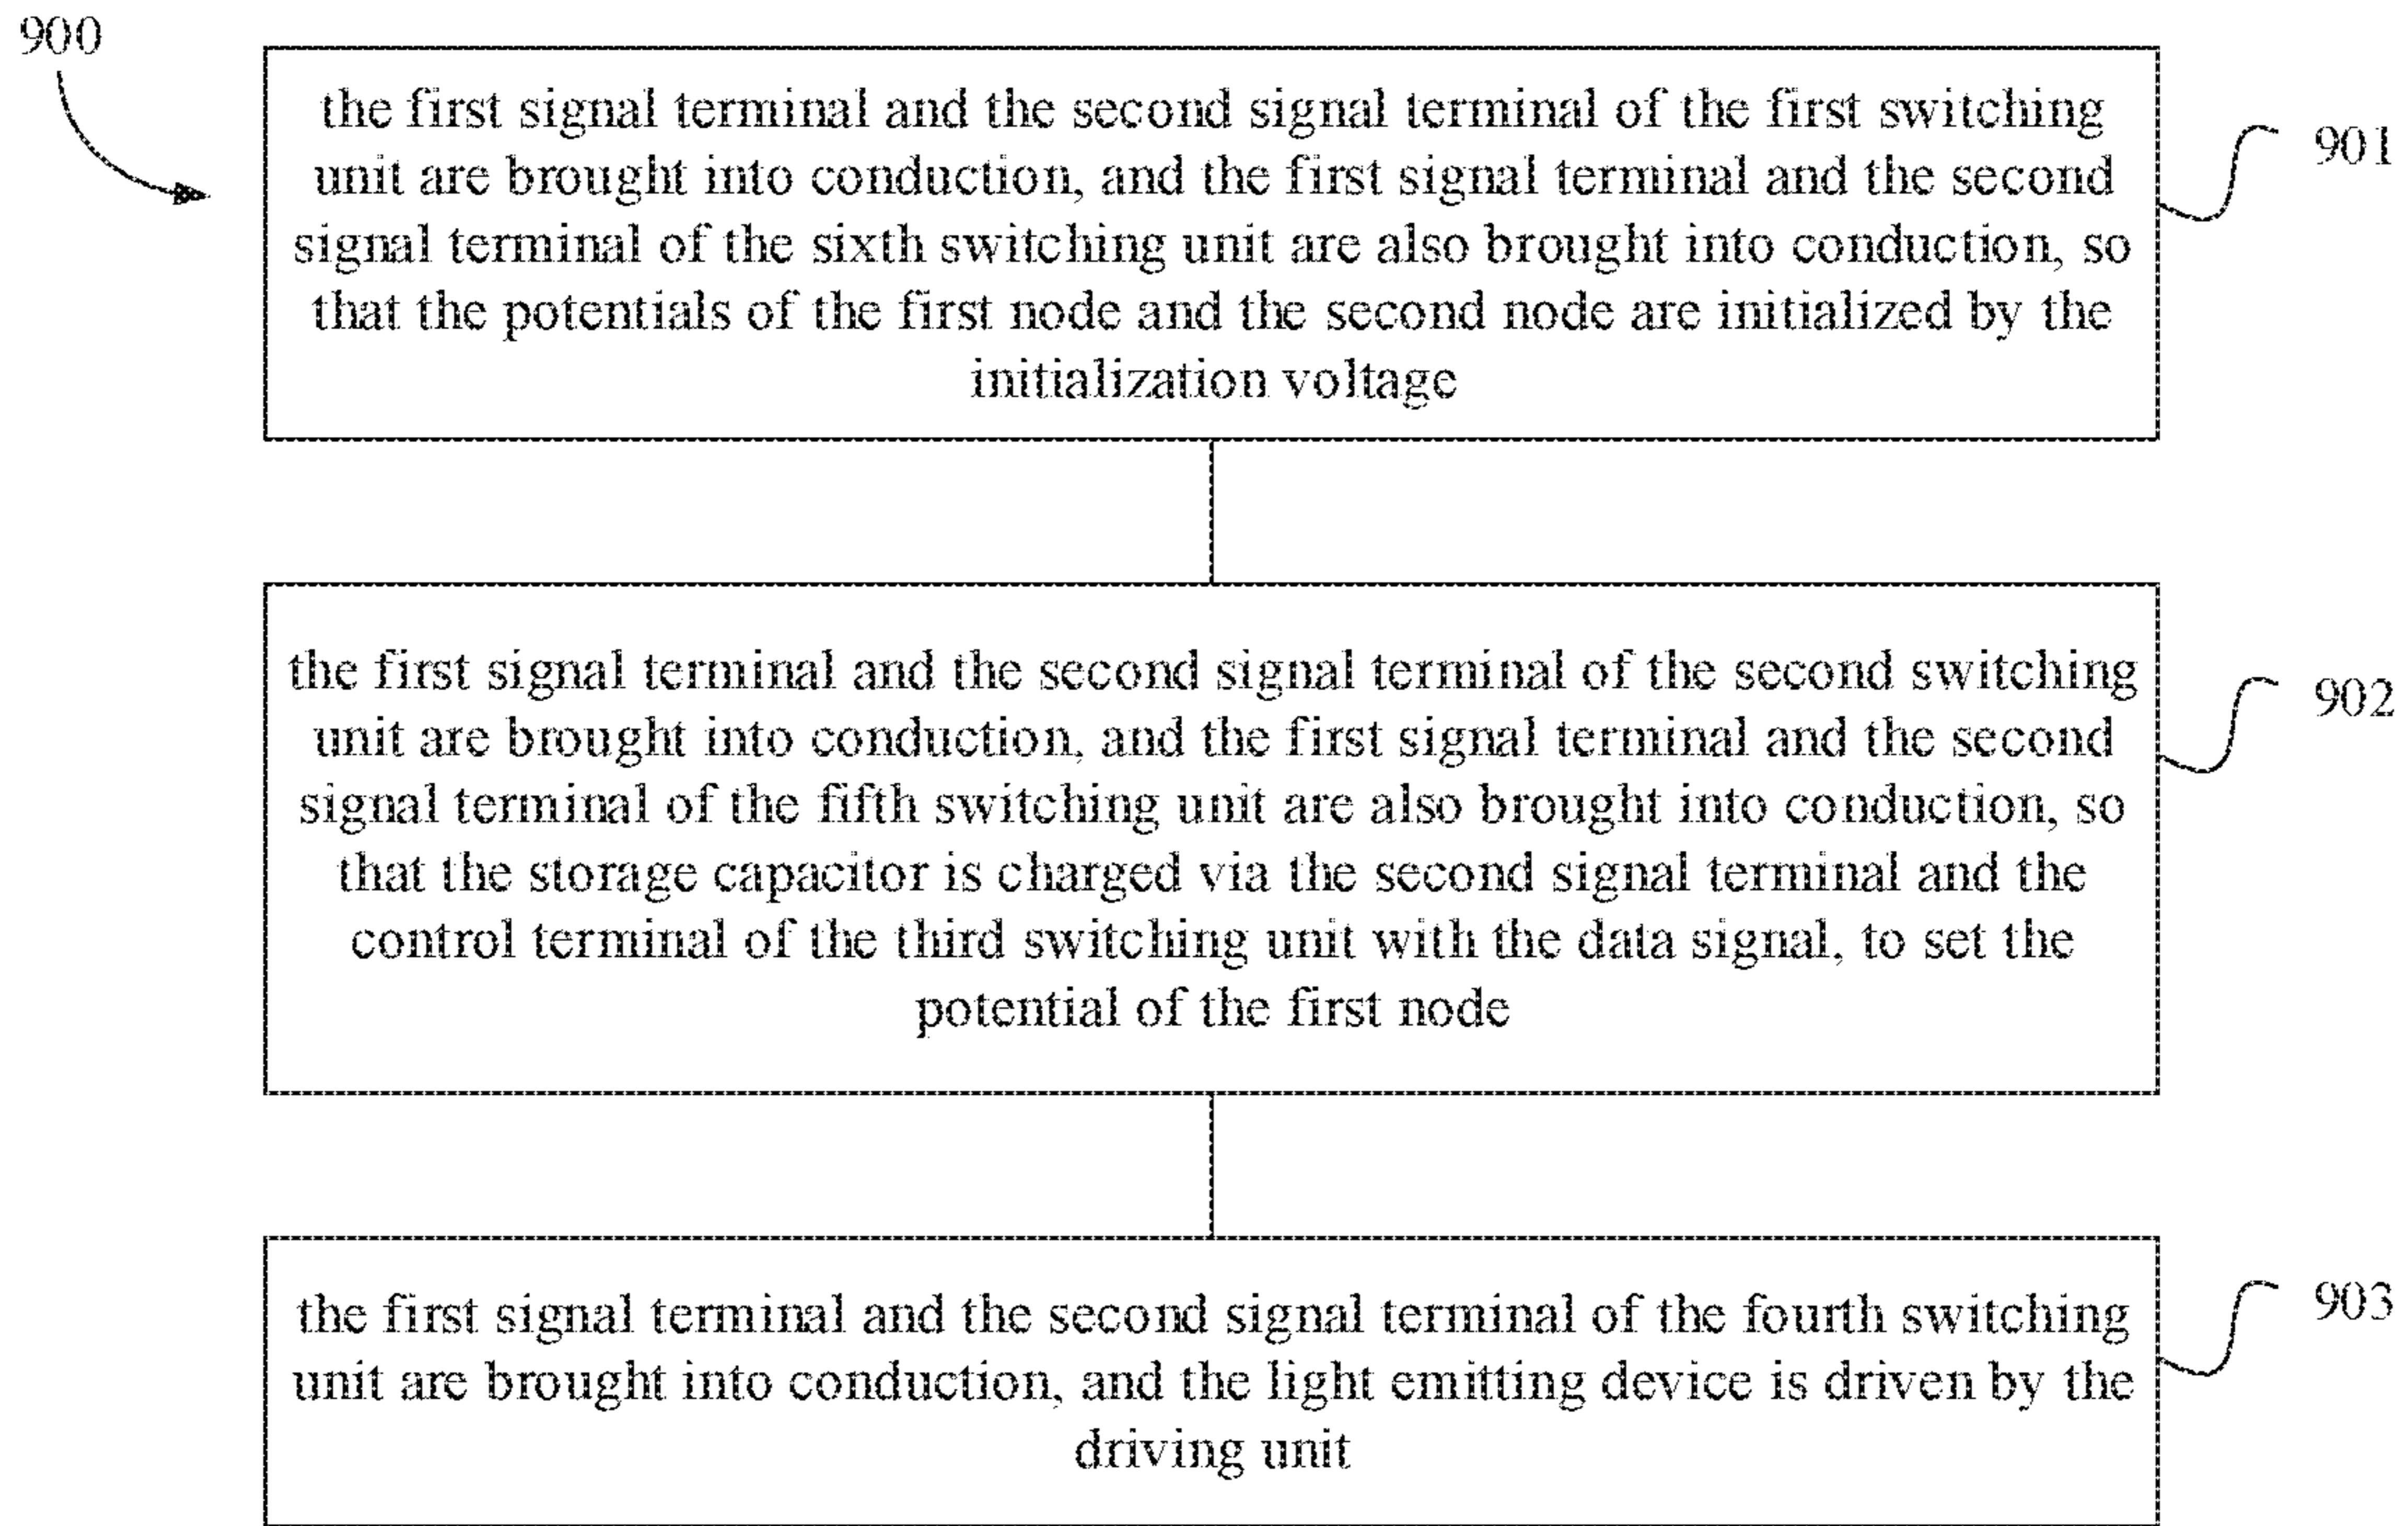 900
the first signal terminal and the second signal terminal of the first switching
unit are brought into conduction, and the first signal terminal and the second
signal terminal of the sixth switching unit are also brought into conduction, so
that the potentials of the first node and the second node are initialized by the
initialization voltage
901
the first signal terminal and the second signal terminal of the second switching
unit are brought into conduction, and the first signal terminal and the second
signal terminal of the fifth switching unit are also brought into conduction, so
that the storage capacitor is charged via the second signal terminal and the
control terminal of the third switching unit with the data signal, to set the
potential of the first node
902
the first signal terminal and the second signal terminal of the fourth switching
unit are brought into conduction, and the light emitting device is driven by the
driving unit
903